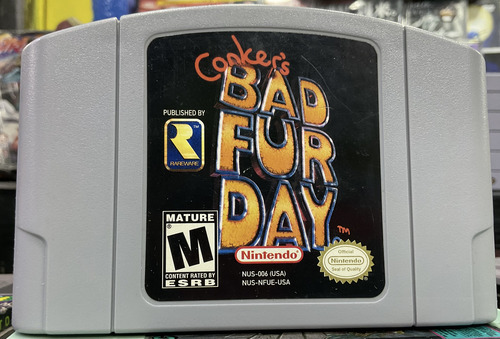 Conker's
BAD
FUR
DAY
TM
PUBLISHED BY
R
RAREWARE
MATURE
M
CONTENT RATED BY
ESRB
Nintendo
NUS-006 (USA)
NUS-NFUE-USA
Official
Nintendo
Seal of Quality